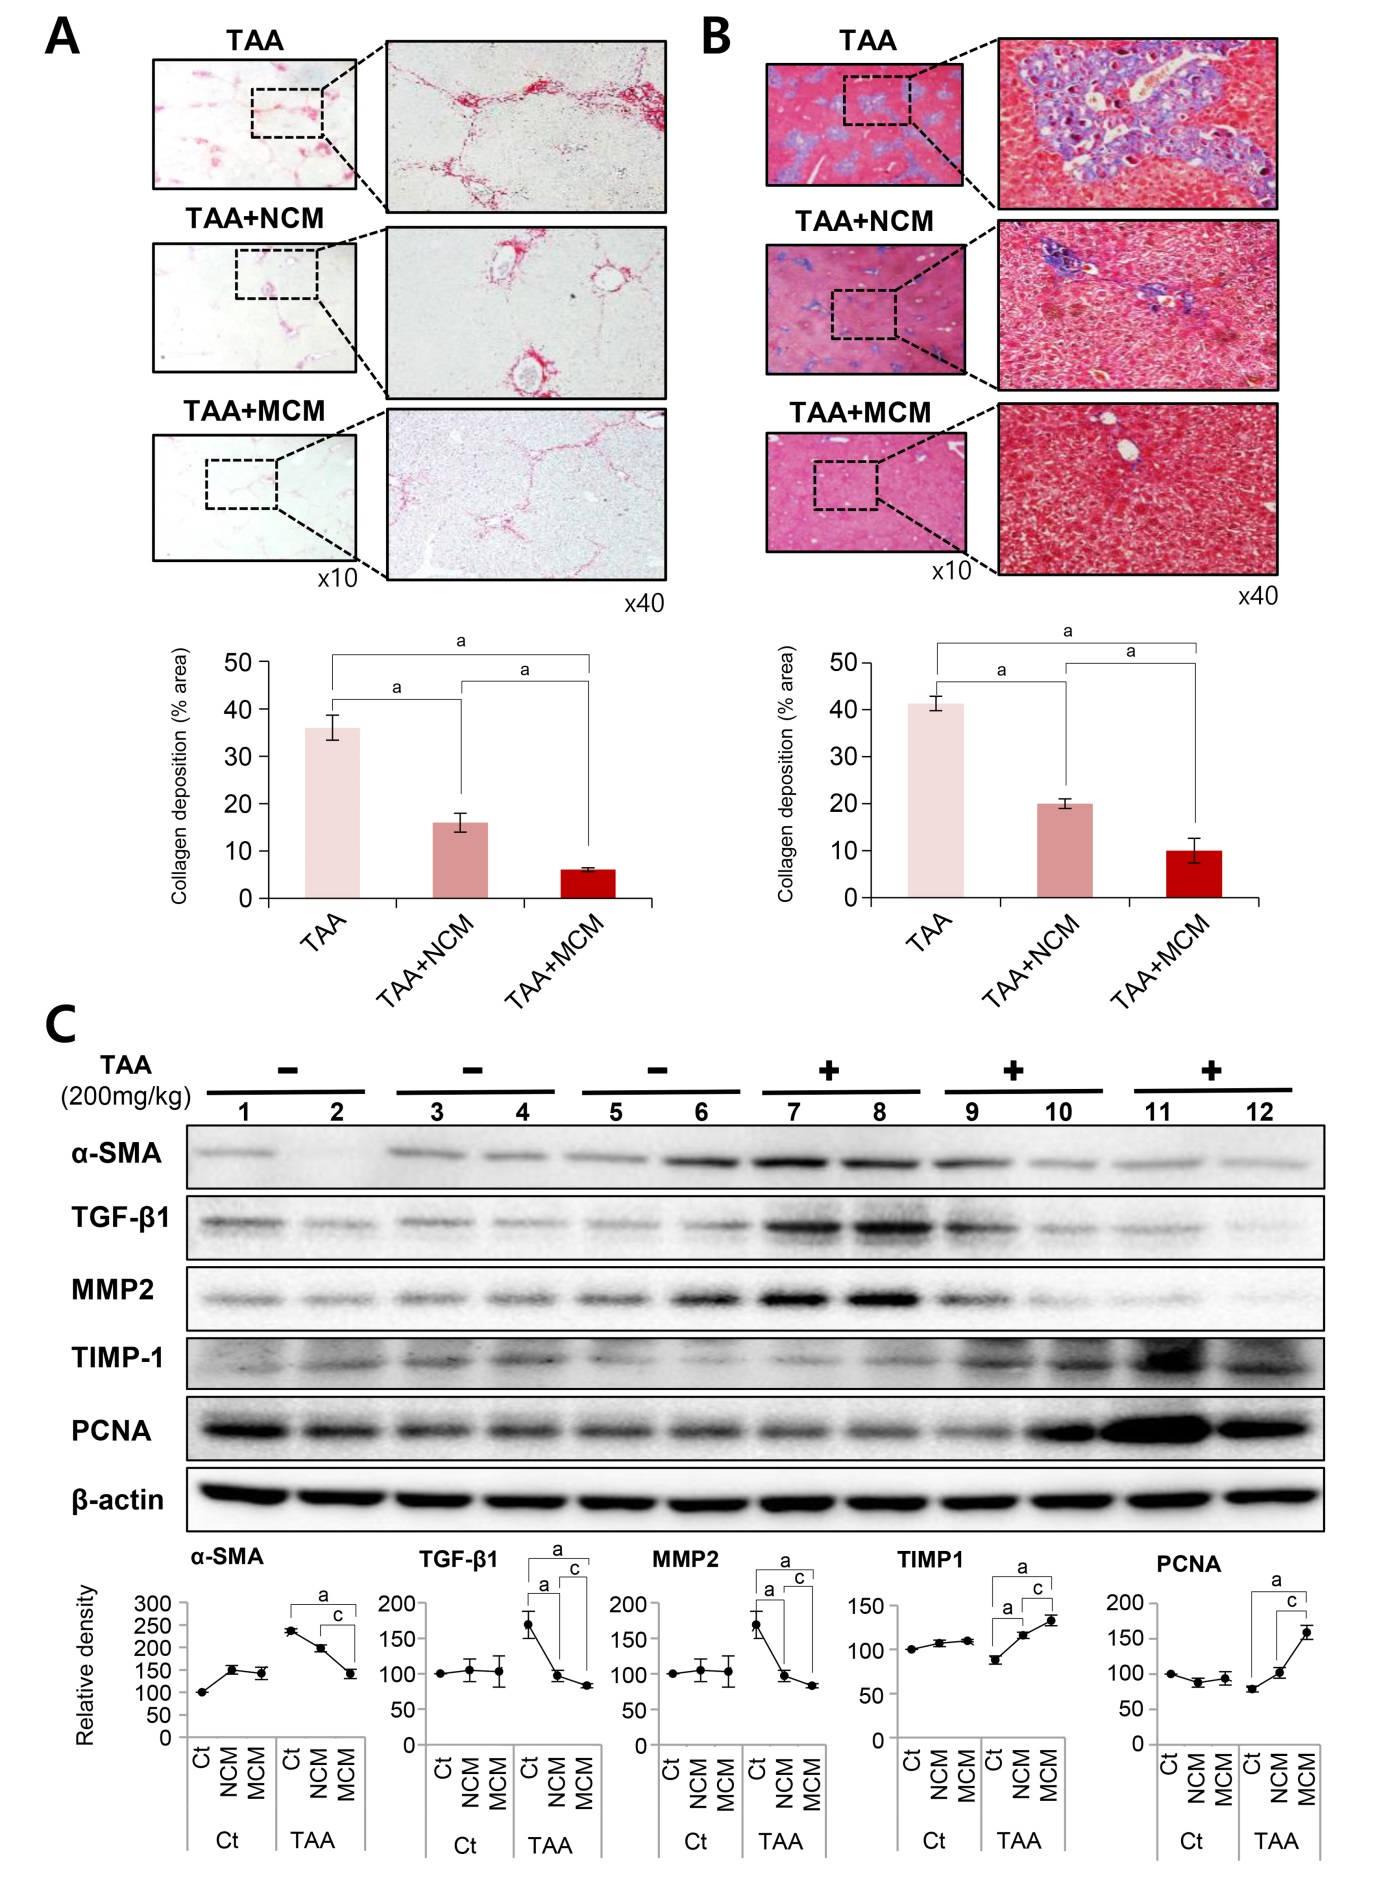 A
B
TAA
TAA
TAA+NCM
TAA+NCM
TAA+MCM
TAA+MCM
x10
x40
x10
x40
Collagen deposition (% area)
50
40
30
20
10
0
a
a
a
TAA
TAA+NCM
TAA+MCM
Collagen deposition (% area)
50
40
30
20
10
0
a
a
a
TAA
TAA+NCM
TAA+MCM
C
TAA − − − + + +
(200mg/kg)
1 2 3 4 5 6 7 8 9 10 11 12
α-SMA
TGF-β1
MMP2
TIMP-1
PCNA
β-actin
Relative density
α-SMA
300
250
200
150
100
50
0
a
c
Ct NCM MCM Ct NCM MCM
Ct TAA
TGF-β1
200
150
100
50
0
a
c
a
Ct NCM MCM Ct NCM MCM
Ct TAA
MMP2
200
150
100
50
0
a
c
a
Ct NCM MCM Ct NCM MCM
Ct TAA
TIMP1
150
100
50
0
a
c
a
Ct NCM MCM Ct NCM MCM
Ct TAA
PCNA
200
150
100
50
0
a
c
Ct NCM MCM Ct NCM MCM
Ct TAA